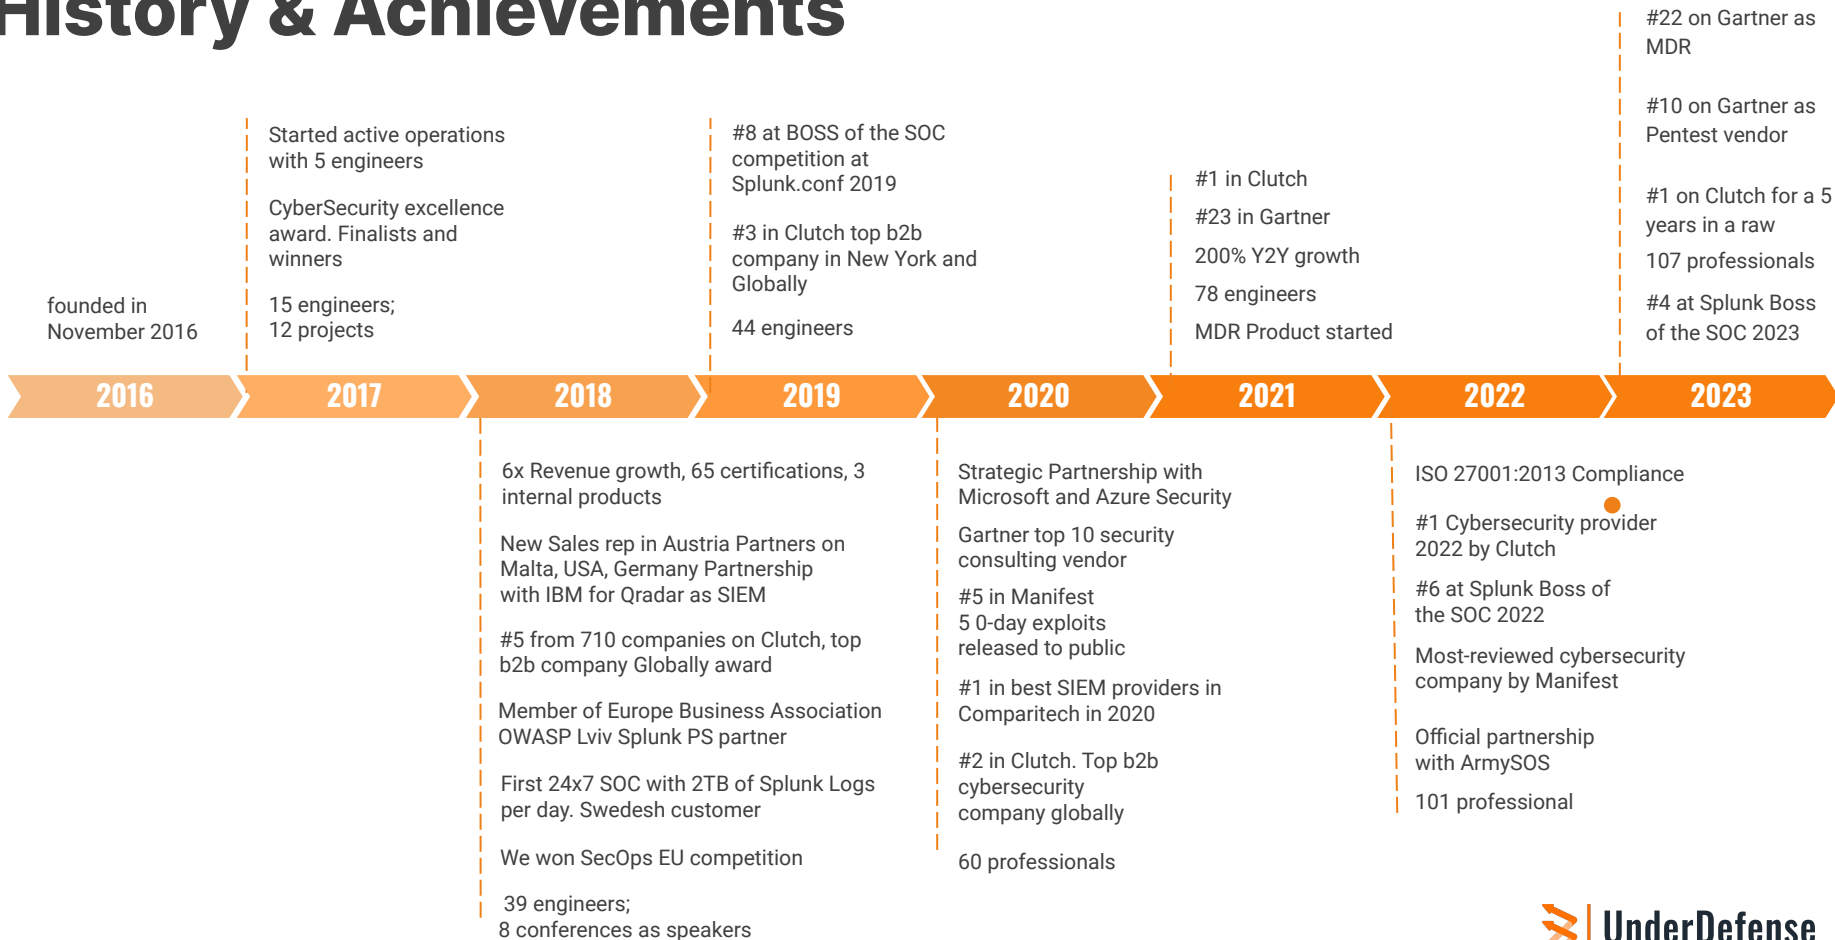 History & Achievements
founded in
November 2016
Started active operations
with 5 engineers
CyberSecurity excellence
award. Finalists and
winners
15 engineers;
12 projects
#8 at BOSS of the SOC
competition at
Splunk.conf 2019
#3 in Clutch top b2b
company in New York and
Globally
44 engineers
#1 in Clutch
#23 in Gartner
200% Y2Y growth
78 engineers
MDR Product started
#22 on Gartner as
MDR
#10 on Gartner as
Pentest vendor
#1 on Clutch for a 5
years in a raw
107 professionals
#4 at Splunk Boss
of the SOC 2023
2016 2017 2018 2019 2020 2021 2022 2023
6x Revenue growth, 65 certifications, 3
internal products
New Sales rep in Austria Partners on
Malta, USA, Germany Partnership
with IBM for Qradar as SIEM
#5 from 710 companies on Clutch, top
b2b company Globally award
Member of Europe Business Association
OWASP Lviv Splunk PS partner
First 24x7 SOC with 2TB of Splunk Logs
per day. Swedesh customer
We won SecOps EU competition
39 engineers;
8 conferences as speakers
Strategic Partnership with
Microsoft and Azure Security
Gartner top 10 security
consulting vendor
#5 in Manifest
5 0-day exploits
released to public
#1 in best SIEM providers in
Comparitech in 2020
#2 in Clutch. Top b2b
cybersecurity
company globally
60 professionals
ISO 27001:2013 Compliance
#1 Cybersecurity provider
2022 by Clutch
#6 at Splunk Boss of
the SOC 2022
Most-reviewed cybersecurity
company by Manifest
Official partnership
with ArmySOS
101 professional
UnderDefense